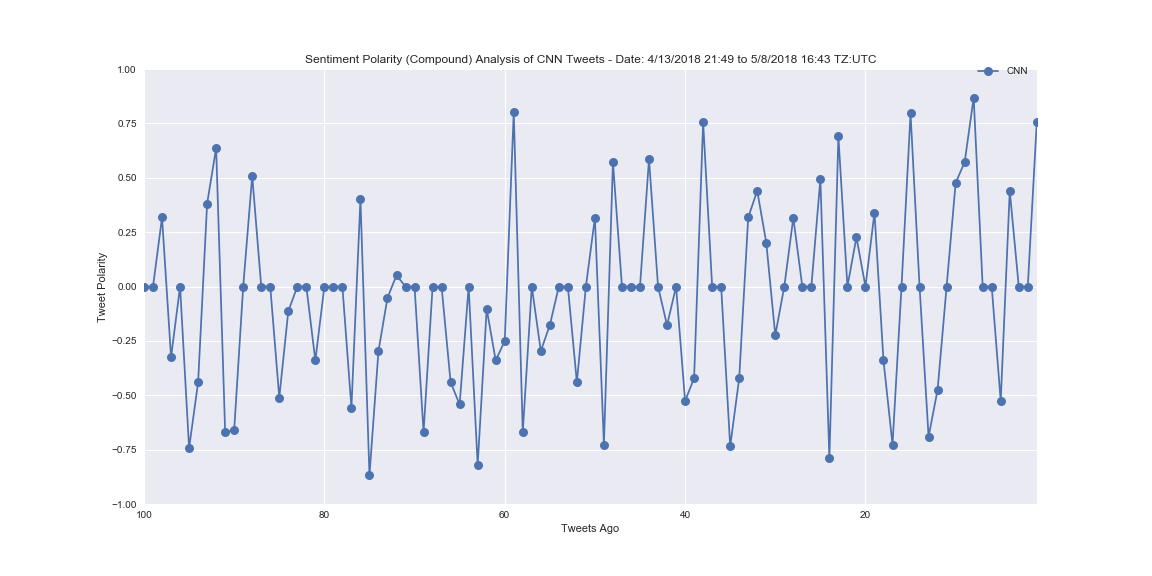 Sentiment Polarity (Compound) Analysis of CNN Tweets - Date: 4/13/2018 21:49 to 5/8/2018 16:43 TZ:UTC
CNN
Tweet Polarity
1.00
0.75
0.50
0.25
0.00
−0.25
−0.50
−0.75
−1.00
100 80 60 40 20
Tweets Ago